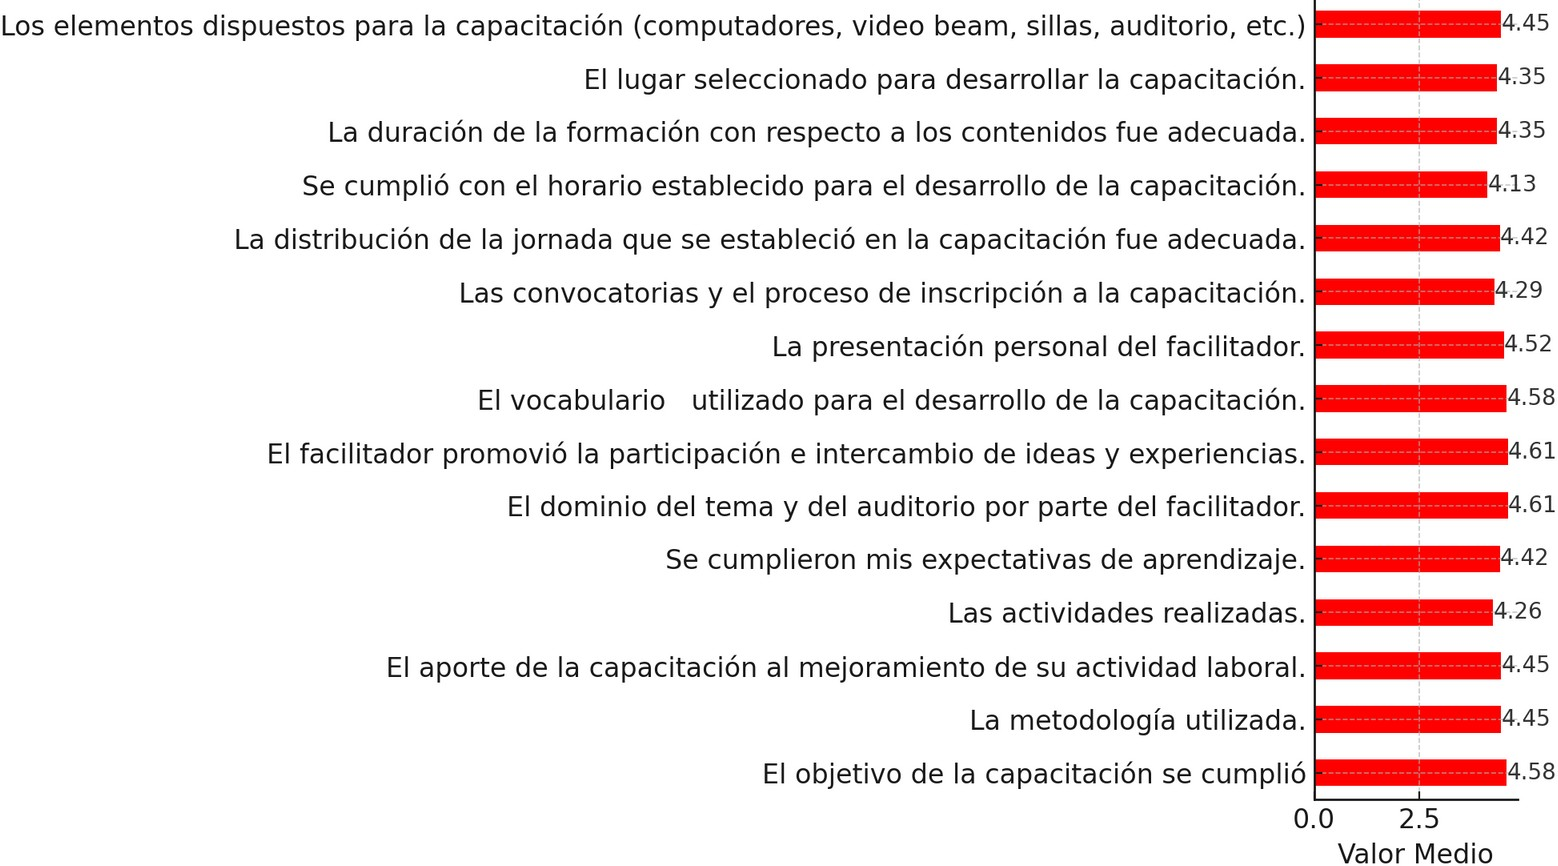 Los elementos dispuestos para la capacitación (computadores, video beam, sillas, auditorio, etc.) 4.45
El lugar seleccionado para desarrollar la capacitación. 4.35
La duración de la formación con respecto a los contenidos fue adecuada. 4.35
Se cumplió con el horario establecido para el desarrollo de la capacitación. 4.13
La distribución de la jornada que se estableció en la capacitación fue adecuada. 4.42
Las convocatorias y el proceso de inscripción a la capacitación. 4.29
La presentación personal del facilitador. 4.52
El vocabulario   utilizado para el desarrollo de la capacitación. 4.58
El facilitador promovió la participación e intercambio de ideas y experiencias. 4.61
El dominio del tema y del auditorio por parte del facilitador. 4.61
Se cumplieron mis expectativas de aprendizaje. 4.42
Las actividades realizadas. 4.26
El aporte de la capacitación al mejoramiento de su actividad laboral. 4.45
La metodología utilizada. 4.45
El objetivo de la capacitación se cumplió 4.58
0.0 2.5
Valor Medio